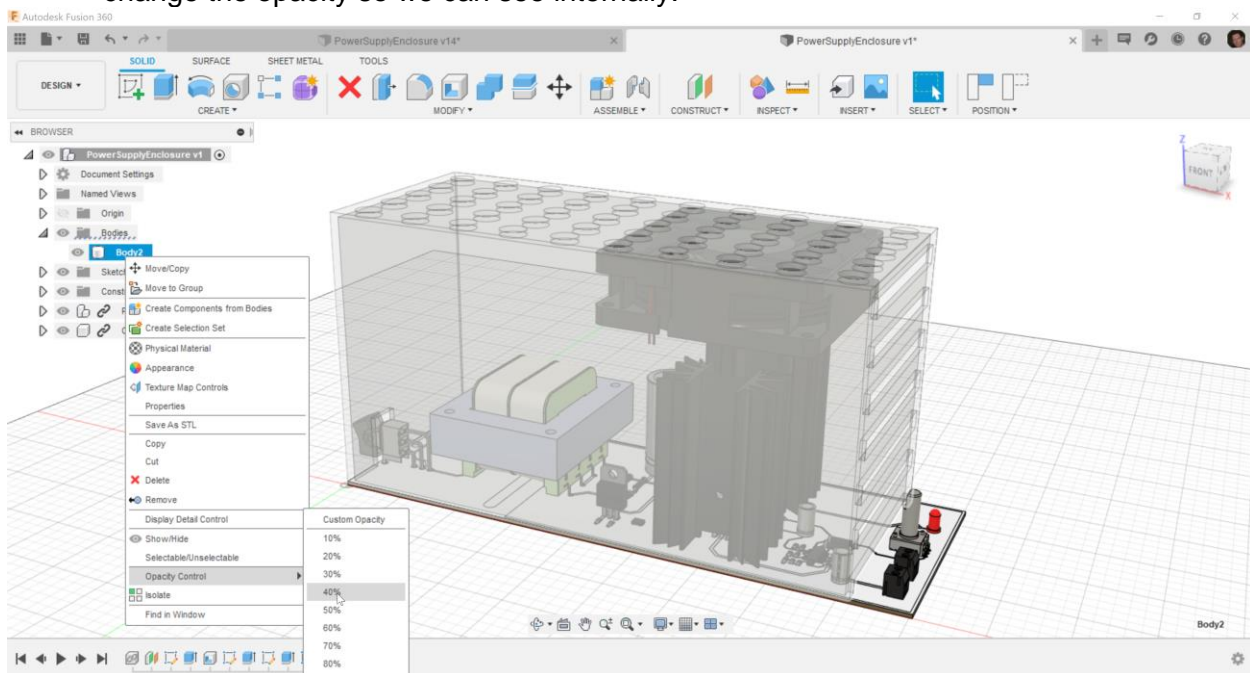 change the opacity so we can see internally.
Autodesk Fusion 360
PowerSupplyEnclosure v14*
PowerSupplyEnclosure v1*
SOLID SURFACE SHEET METAL TOOLS
DESIGN
CREATE MODIFY ASSEMBLE CONSTRUCT INSPECT INSERT SELECT POSITION
BROWSER
PowerSupplyEnclosure v1
Document Settings
Named Views
Origin
Bodies
Body2
Move/Copy
Move to Group
Create Components from Bodies
Create Selection Set
Physical Material
Appearance
Texture Map Controls
Properties
Save As STL
Copy
Cut
Delete
Remove
Display Detail Control
Show/Hide
Selectable/Unselectable
Opacity Control
Isolate
Find in Window
Custom Opacity
10%
20%
30%
40%
50%
60%
70%
80%
Z
FRONT
X
Body2